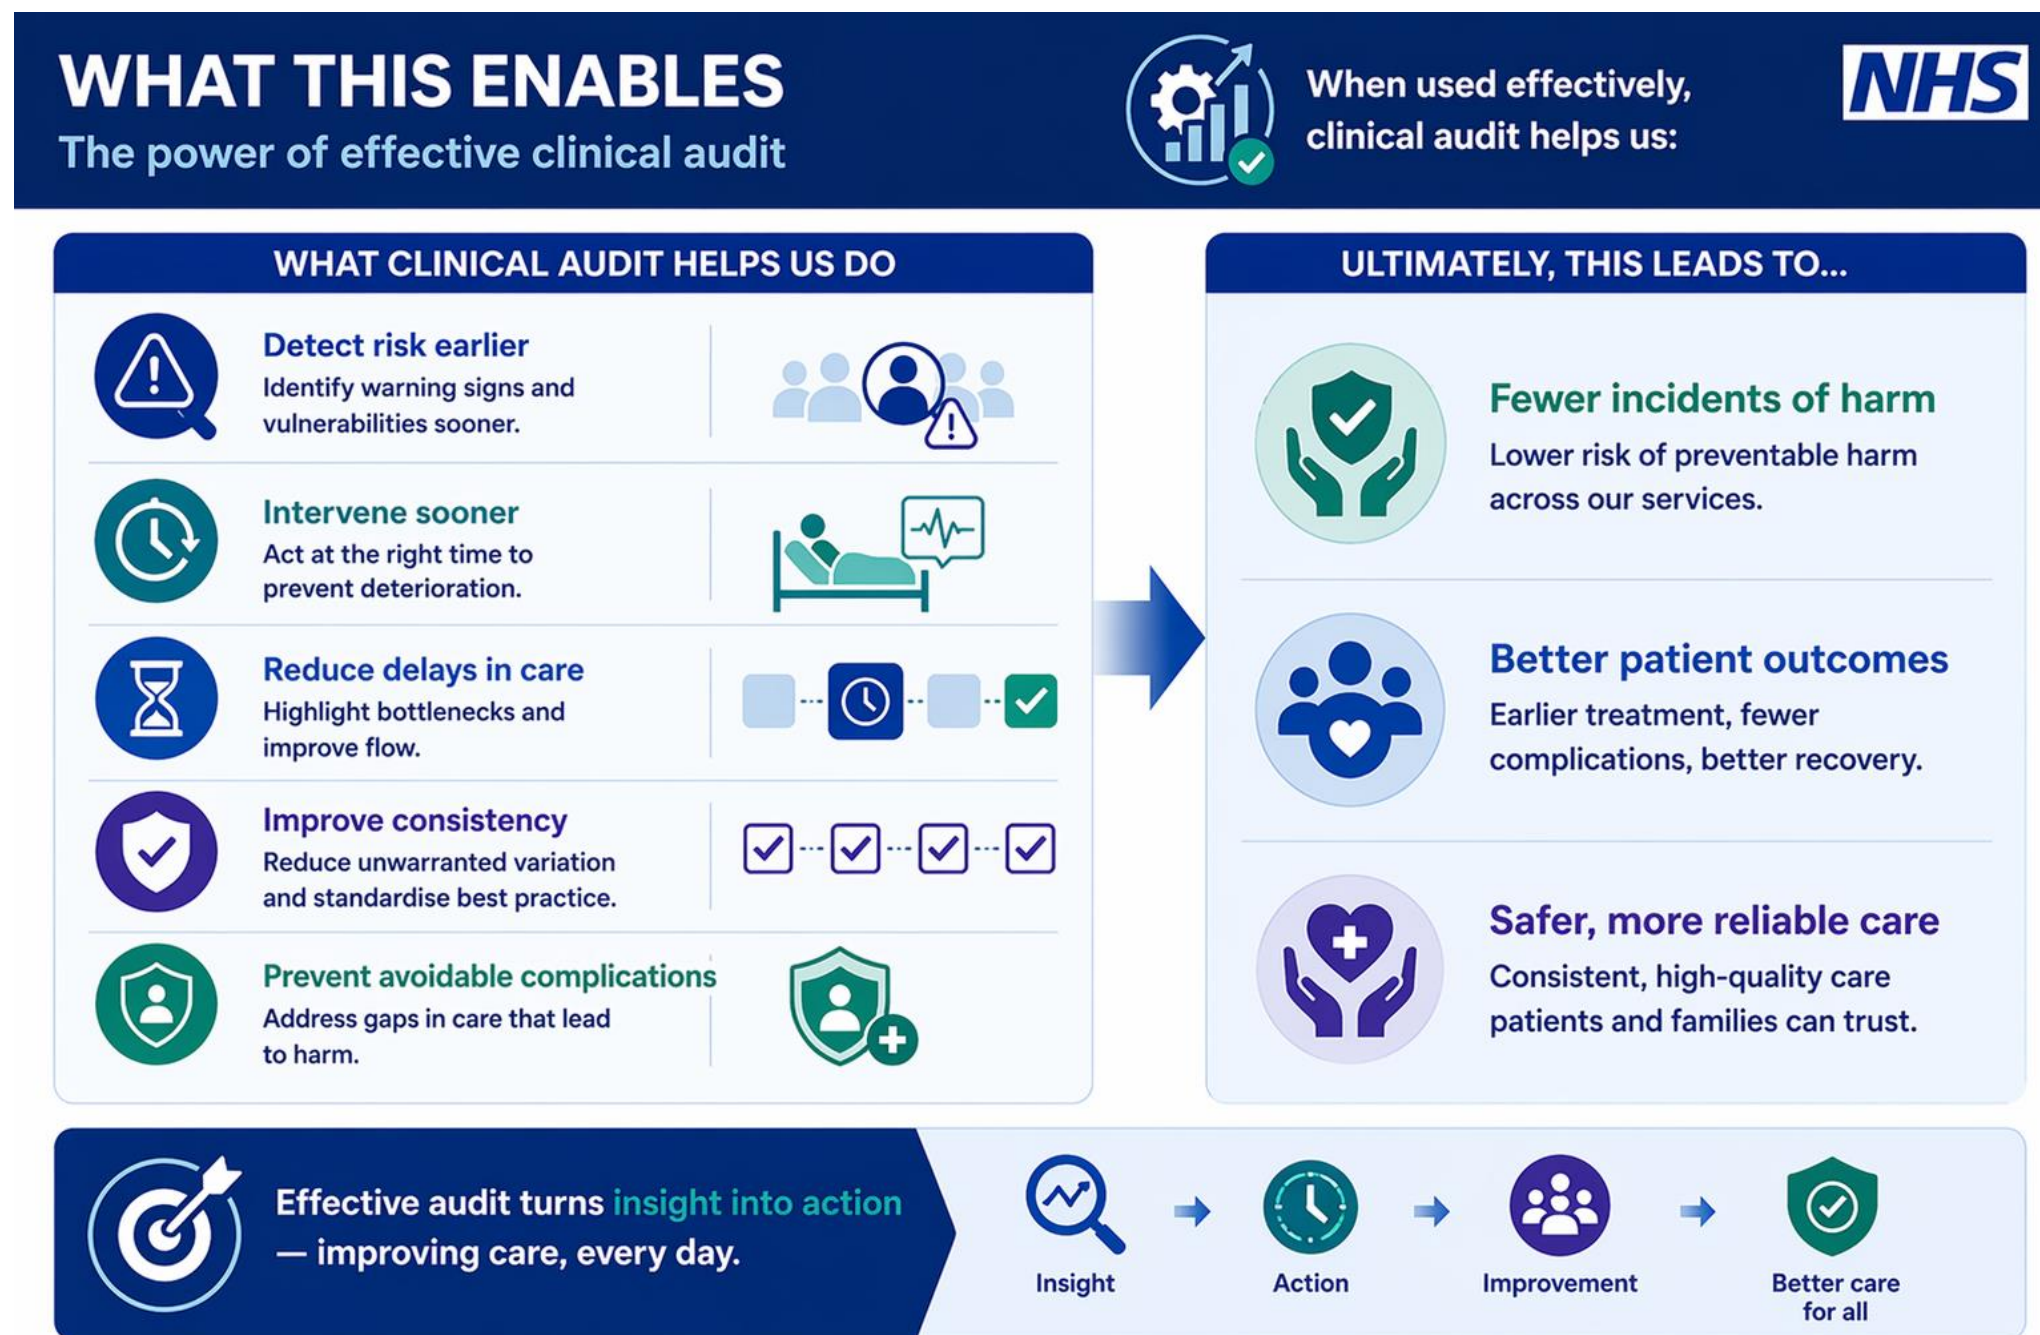 WHAT THIS ENABLES
The power of effective clinical audit
When used effectively,
clinical audit helps us:
NHS
WHAT CLINICAL AUDIT HELPS US DO
Detect risk earlier
Identify warning signs and
vulnerabilities sooner.
Intervene sooner
Act at the right time to
prevent deterioration.
Reduce delays in care
Highlight bottlenecks and
improve flow.
Improve consistency
Reduce unwarranted variation
and standardise best practice.
Prevent avoidable complications
Address gaps in care that lead
to harm.
ULTIMATELY, THIS LEADS TO...
Fewer incidents of harm
Lower risk of preventable harm
across our services.
Better patient outcomes
Earlier treatment, fewer
complications, better recovery.
Safer, more reliable care
Consistent, high-quality care
patients and families can trust.
Effective audit turns insight into action
— improving care, every day.
Insight
Action
Improvement
Better care
for all